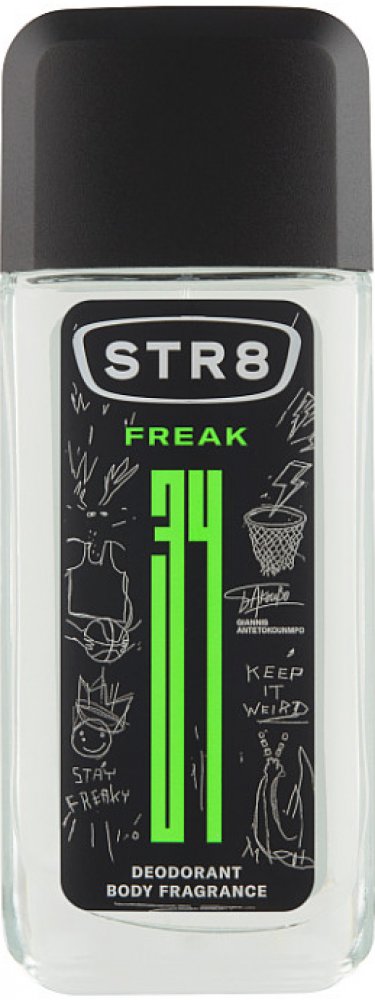 STR8
FREAK
34
GIANNIS
ANTETOKOUNMPO
KEEP
IT
WEIRD
STAY
FREAKY
DEODORANT
BODY FRAGRANCE